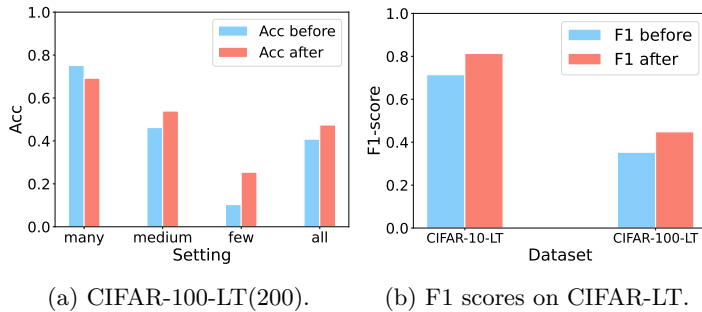 1.0
0.8
0.6
0.4
0.2
0.0
Acc
Acc before
Acc after
many medium few all
Setting
(a) CIFAR-100-LT(200).
1.0
0.8
0.6
0.4
0.2
0.0
F1-score
F1 before
F1 after
CIFAR-10-LT CIFAR-100-LT
Dataset
(b) F1 scores on CIFAR-LT.